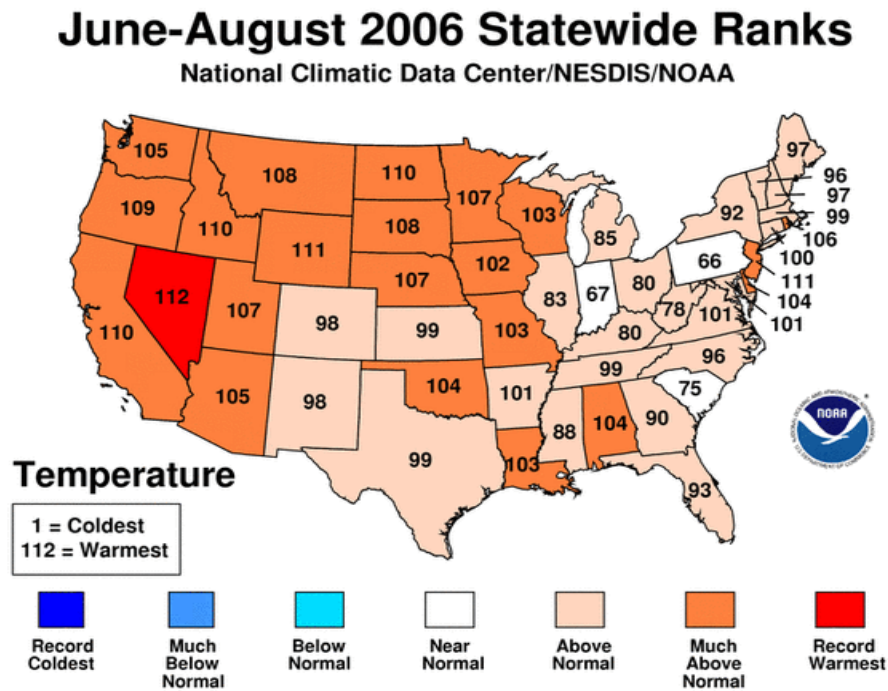 June-August 2006 Statewide Ranks
National Climatic Data Center/NESDIS/NOAA
105
108
110
107
97
109
110
111
108
103
85
92
96
97
99
106
100
111
104
101
112
107
107
102
83
67
80
66
110
98
99
103
80
78
101
105
98
104
101
99
96
75
99
103
88
104
90
93
NOAA
Temperature
1 = Coldest
112 = Warmest
Record
Coldest
Much
Below
Normal
Below
Normal
Near
Normal
Above
Normal
Much
Above
Normal
Record
Warmest